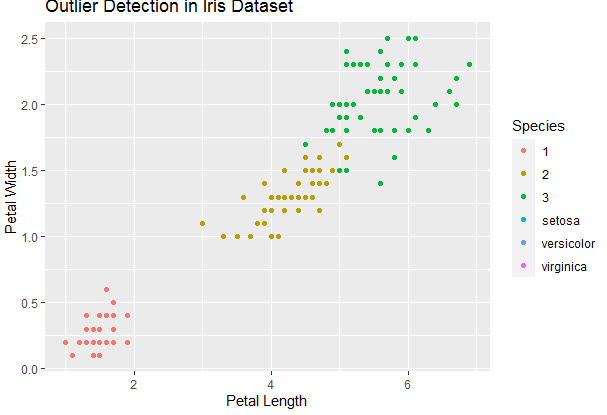 Outlier Detection in Iris Dataset
2.5
2.0
1.5
1.0
0.5
0.0
Petal Width
2
4
6
Petal Length
Species
1
2
3
setosa
versicolor
virginica